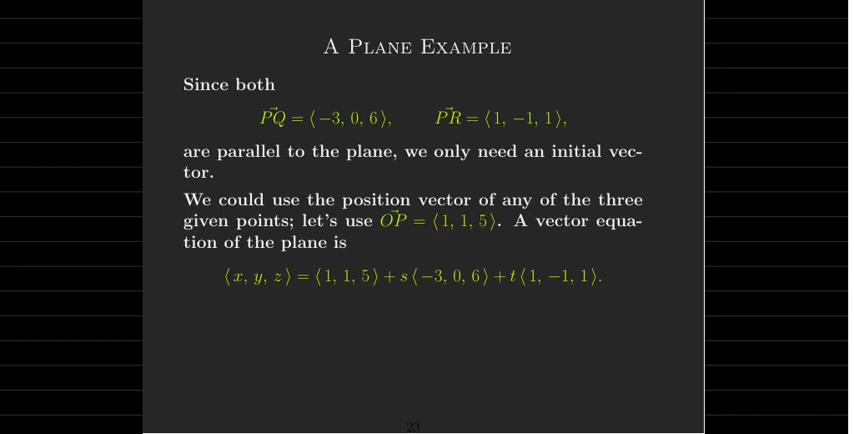 A Plane Example
Since both
PQ⃗ = ⟨−3, 0, 6⟩, PR⃗ = ⟨1, −1, 1⟩,
are parallel to the plane, we only need an initial vec-
tor.
We could use the position vector of any of the three
given points; let's use OP⃗ = ⟨1, 1, 5⟩. A vector equa-
tion of the plane is
⟨x, y, z⟩ = ⟨1, 1, 5⟩ + s⟨−3, 0, 6⟩ + t⟨1, −1, 1⟩.
23